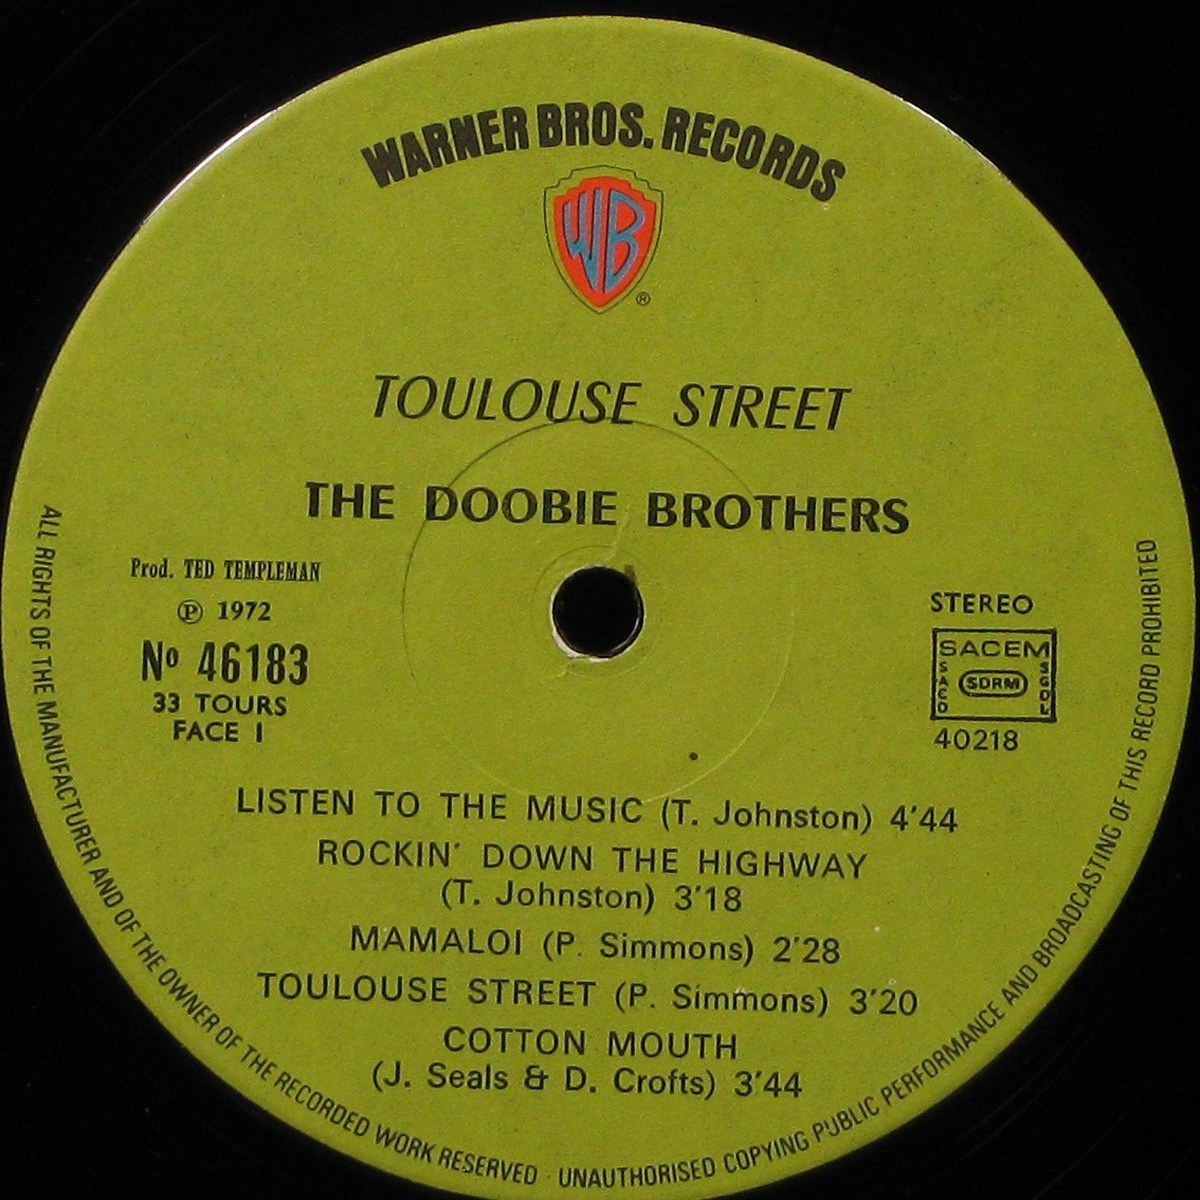 WARNER BROS. RECORDS
WB
®
TOULOUSE STREET
THE DOOBIE BROTHERS
Prod. TED TEMPLEMAN
℗ 1972
Nº 46183
33 TOURS
FACE I
STEREO
SACEM
SACD
SDRM
SGDL
40218
LISTEN TO THE MUSIC (T. Johnston) 4'44
ROCKIN' DOWN THE HIGHWAY
(T. Johnston) 3'18
MAMALOI (P. Simmons) 2'28
TOULOUSE STREET (P. Simmons) 3'20
COTTON MOUTH
(J. Seals & D. Crofts) 3'44
ALL RIGHTS OF THE MANUFACTURER AND OF THE OWNER OF THE RECORDED WORK RESERVED · UNAUTHORISED COPYING PUBLIC PERFORMANCE AND BROADCASTING OF THIS RECORD PROHIBITED